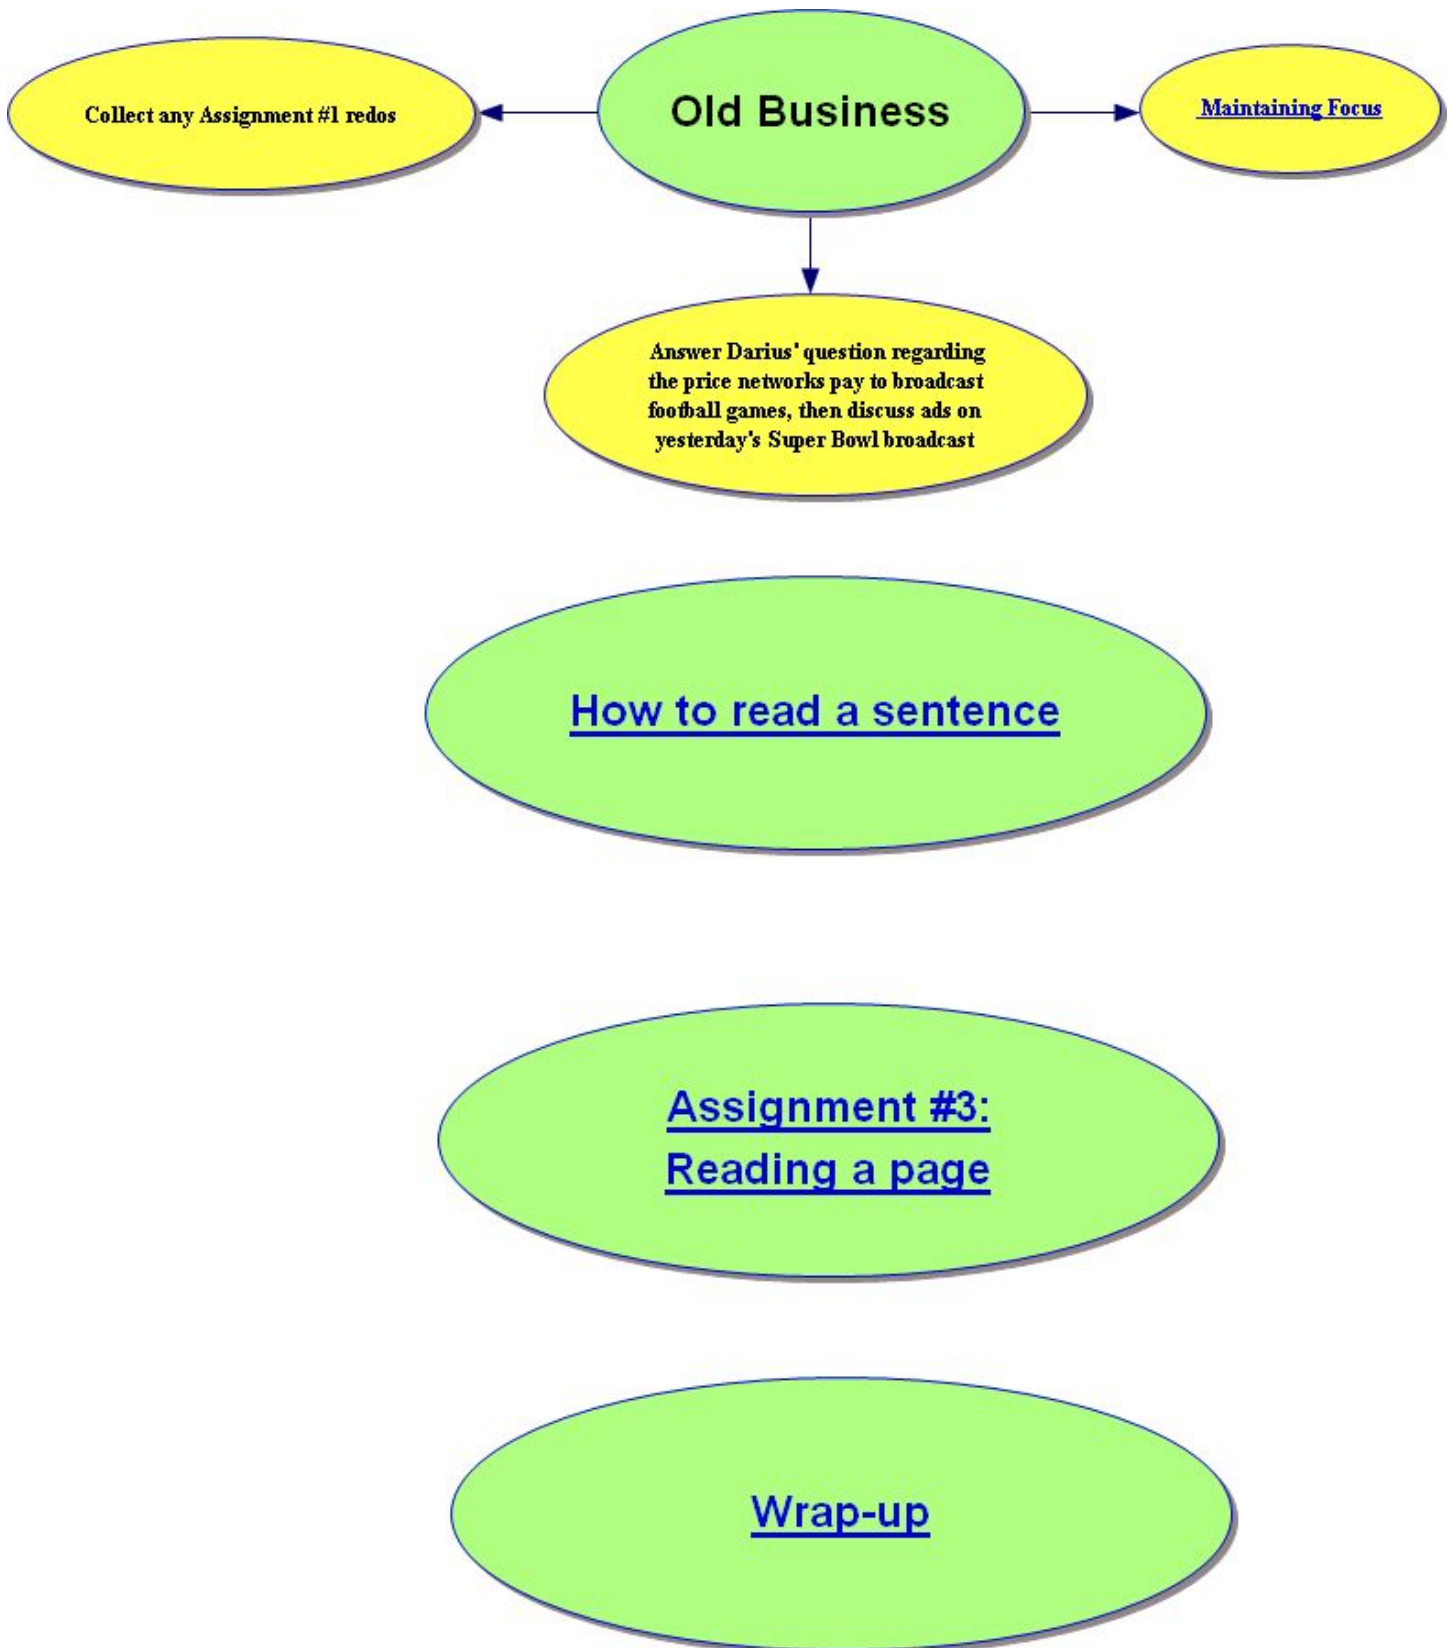 Collect any Assignment #1 redos
Old Business
Maintaining Focus
Answer Darius' question regarding
the price networks pay to broadcast
football games, then discuss ads on
yesterday's Super Bowl broadcast
How to read a sentence
Assignment #3:
Reading a page
Wrap-up